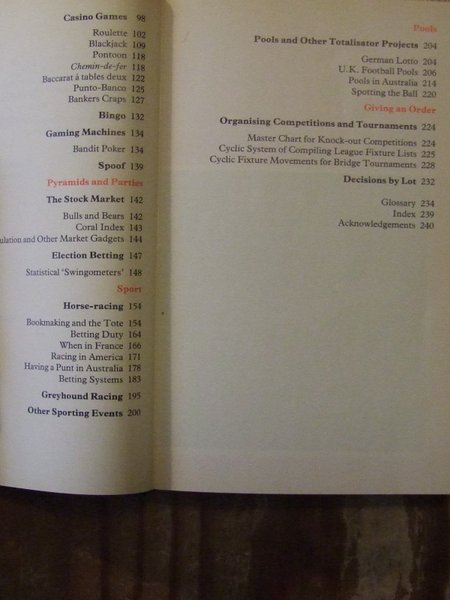 Casino Games 98
Roulette 102
Blackjack 109
Pontoon 118
Chemin-de-fer 118
Baccarat à tables deux 122
Punto-Banco 125
Bankers Craps 127
Bingo 132
Gaming Machines 134
Bandit Poker 134
Spoof 139
Pyramids and Parties
The Stock Market 142
Bulls and Bears 142
Coral Index 143
and Other Market Gadgets 144
Election Betting 147
Statistical 'Swingometers' 148
Sport
Horse-racing 154
Bookmaking and the Tote 154
Betting Duty 164
When in France 166
Racing in America 171
Having a Punt in Australia 178
Betting Systems 183
Greyhound Racing 195
Other Sporting Events 200
Pools
Pools and Other Totalisator Projects 204
German Lotto 204
U.K. Football Pools 206
Pools in Australia 214
Spotting the Ball 220
Giving an Order
Organising Competitions and Tournaments 224
Master Chart for Knock-out Competitions 224
Cyclic System of Compiling League Fixture Lists 225
Cyclic Fixture Movements for Bridge Tournaments 228
Decisions by Lot 232
Glossary 234
Index 239
Acknowledgements 240